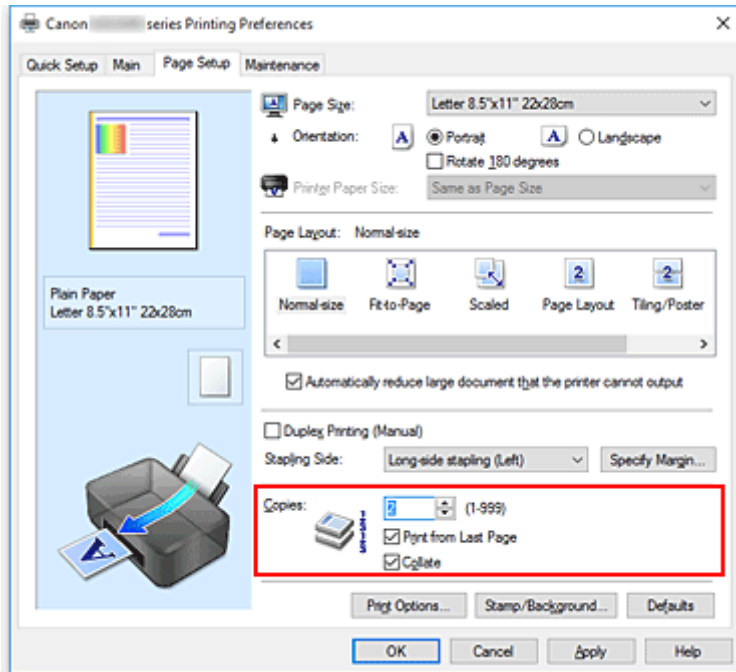 Canon series Printing Preferences
Quick Setup Main Page Setup Maintenance
Page Size: Letter 8.5"x11" 22x28cm
Orientation: A Portrait A Landscape
Rotate 180 degrees
Printer Paper Size: Same as Page Size
Page Layout: Normal-size
2 2
Normal-size Fit-to-Page Scaled Page Layout Tiling/Poster
Plain Paper
Letter 8.5"x11" 22x28cm
Automatically reduce large document that the printer cannot output
Duplex Printing (Manual)
Stapling Side: Long-side stapling (Left) Specify Margin...
Copies: 2 (1-999)
Print from Last Page
Collate
A
Print Options... Stamp/Background... Defaults
OK Cancel Apply Help